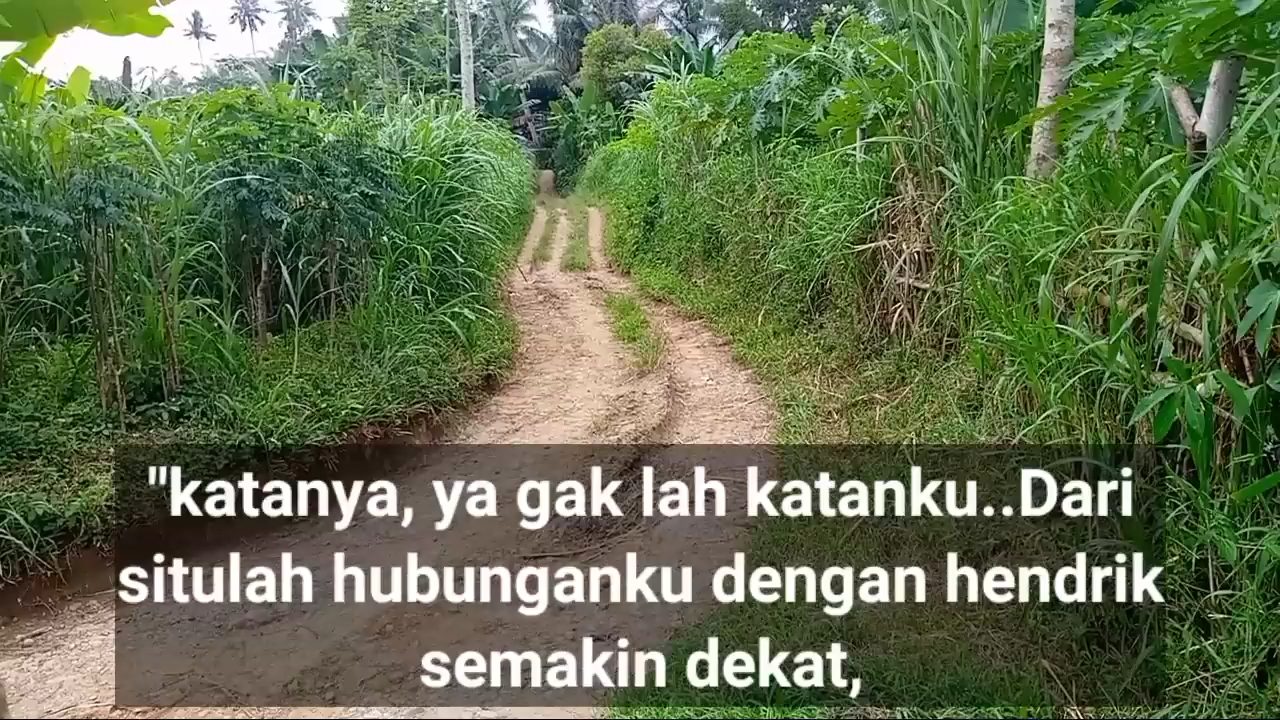 "katanya, ya gak lah katanku..Dari
situlah hubunganku dengan hendrik
semakin dekat,